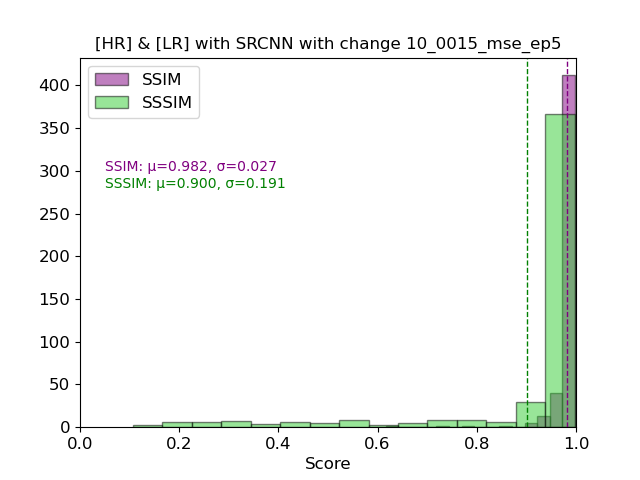 [HR] & [LR] with SRCNN with change 10_0015_mse_ep5
SSIM
SSSIM
SSIM: μ=0.982, σ=0.027
SSSIM: μ=0.900, σ=0.191
400
350
300
250
200
150
100
50
0
0.0 0.2 0.4 0.6 0.8 1.0
Score